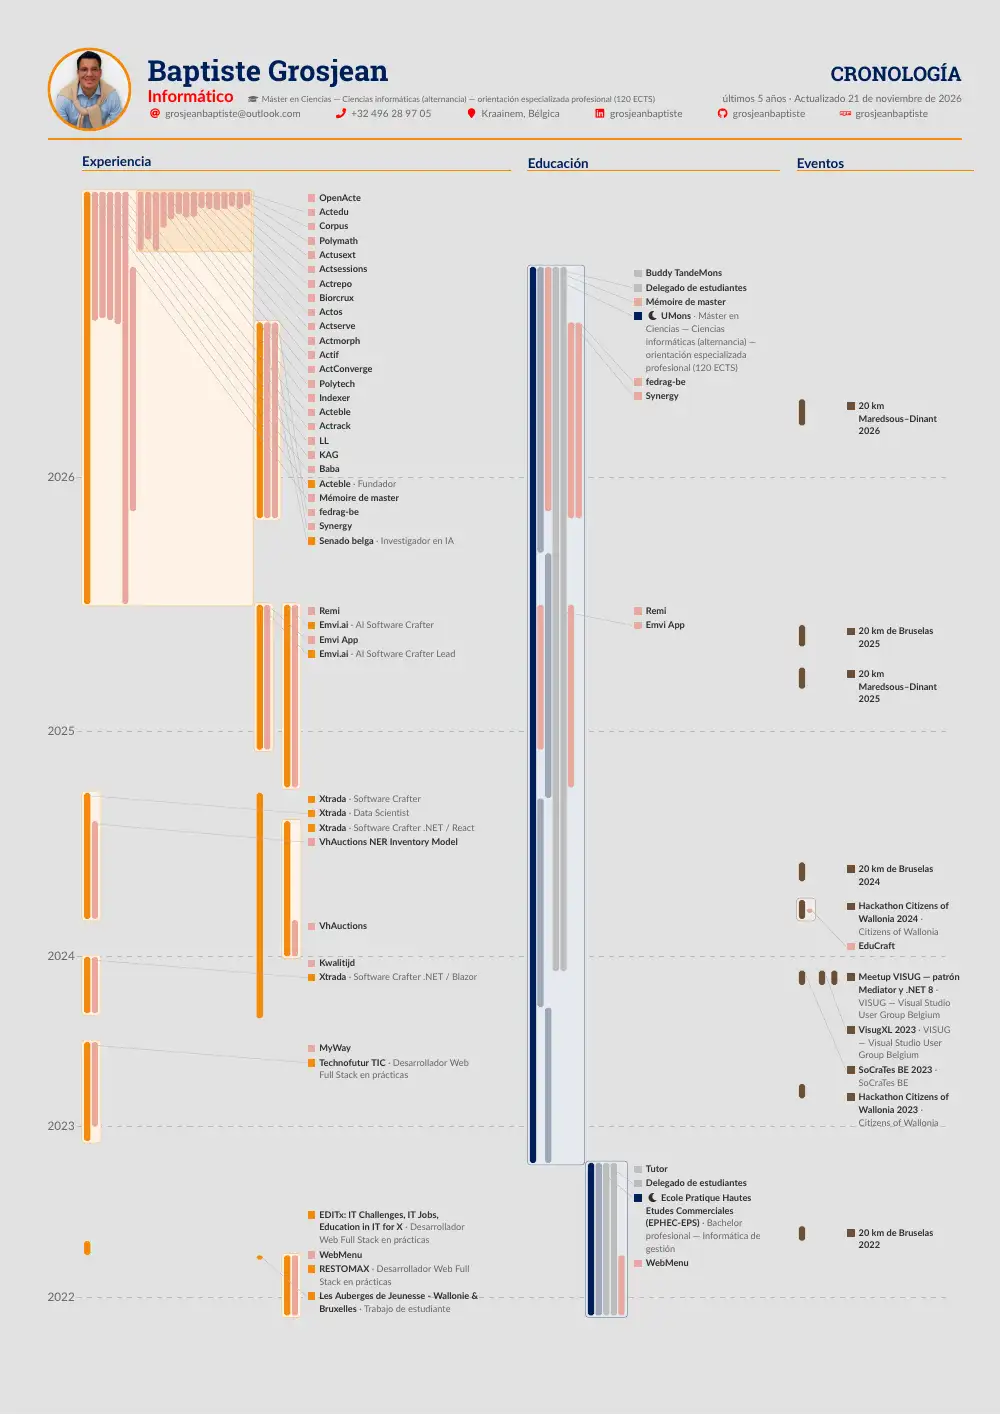 Baptiste Grosjean
CRONOLOGÍA
Informático
Máster en Ciencias — Ciencias informáticas (alternancia) — orientación especializada profesional (120 ECTS)
últimos 5 años · Actualizado 21 de noviembre de 2026
grosjeanbaptiste@outlook.com
+32 496 28 97 05
Kraainem, Bélgica
grosjeanbaptiste
grosjeanbaptiste
grosjeanbaptiste
Experiencia
OpenActe
Actedu
Corpus
Polymath
Actusext
Actsessions
Actrepo
Biorcrux
Actos
Actserve
Actmorph
Actif
ActConverge
Polytech
Indexer
Acteble
Actrack
LL
KAG
Baba
Acteble · Fundador
Mémoire de master
fedrag-be
Synergy
Senado belga · Investigador en IA
Remi
Emvi.ai · AI Software Crafter
Emvi App
Emvi.ai · AI Software Crafter Lead
Xtrada · Software Crafter
Xtrada · Data Scientist
Xtrada · Software Crafter .NET / React
VhAuctions NER Inventory Model
VhAuctions
Kwalitijd
Xtrada · Software Crafter .NET / Blazor
MyWay
Technofutur TIC · Desarrollador Web
Full Stack en prácticas
EDITx: IT Challenges, IT Jobs,
Education in IT for X · Desarrollador
Web Full Stack en prácticas
WebMenu
RESTOMAX · Desarrollador Web Full
Stack en prácticas
Les Auberges de Jeunesse - Wallonie &
Bruxelles · Trabajo de estudiante
Educación
Buddy TandeMons
Delegado de estudiantes
Mémoire de master
UMons · Máster en
Ciencias — Ciencias
informáticas (alternancia) —
orientación especializada
profesional (120 ECTS)
fedrag-be
Synergy
Remi
Emvi App
Tutor
Delegado de estudiantes
Ecole Pratique Hautes
Etudes Commerciales
(EPHEC-EPS) · Bachelor
profesional — Informática de
gestión
WebMenu
Eventos
20 km
Maredsous–Dinant
2026
20 km de Bruselas
2025
20 km
Maredsous–Dinant
2025
20 km de Bruselas
2024
Hackathon Citizens of
Wallonia 2024 ·
Citizens of Wallonia
EduCraft
Meetup VISUG — patrón
Mediator y .NET 8 ·
VISUG — Visual Studio
User Group Belgium
VisugXL 2023 · VISUG
— Visual Studio User
Group Belgium
SoCraTes BE 2023 ·
SoCraTes BE
Hackathon Citizens of
Wallonia 2023 ·
Citizens of Wallonia
20 km de Bruselas
2022
2026
2025
2024
2023
2022